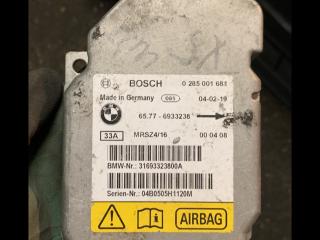 BOSCH 0 285 001 681
Made in Germany 001 04-02-19
65.77 - 6933238
33A MRSZ4/16 00 04 08
BMW-Nr.: 31693323800A
Serien-Nr.: 04B0505H1120M
AIRBAG